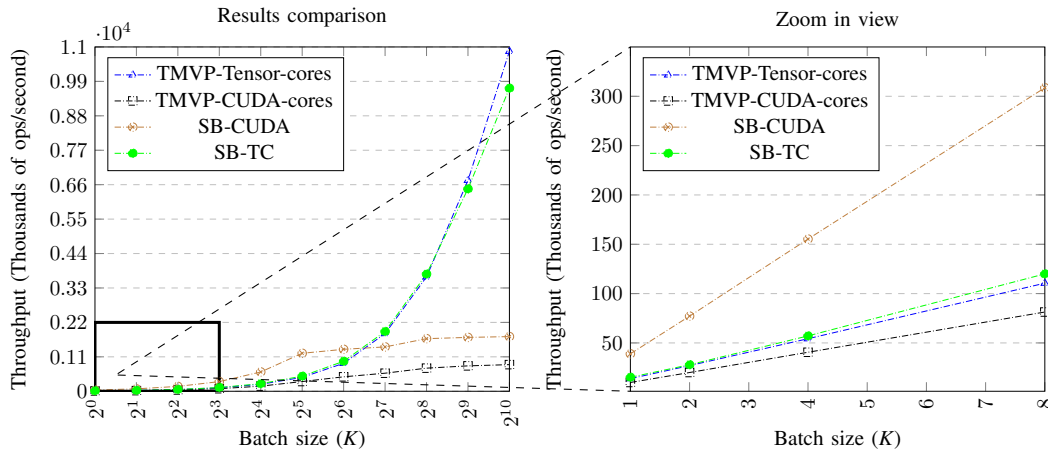 Results comparison
·10^4
Throughput (Thousands of ops/second)
1.1
0.99
0.88
0.77
0.66
0.55
0.44
0.33
0.22
0.11
0
TMVP-Tensor-cores
TMVP-CUDA-cores
SB-CUDA
SB-TC
2^0 2^1 2^2 2^3 2^4 2^5 2^6 2^7 2^8 2^9 2^10
Batch size (K)
Zoom in view
Throughput (Thousands of ops/second)
300
250
200
150
100
50
TMVP-Tensor-cores
TMVP-CUDA-cores
SB-CUDA
SB-TC
1 2 3 4 5 6 7 8
Batch size (K)